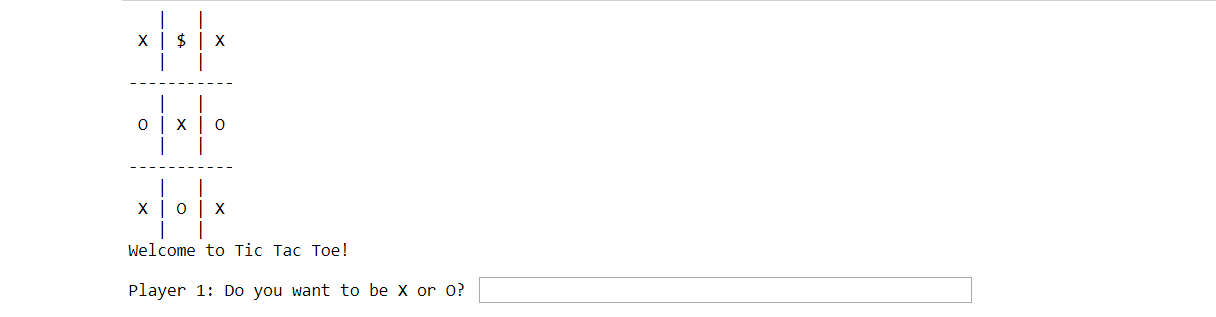 | |
X | $ | X
 | |
-----------
 | |
O | X | O
 | |
-----------
 | |
X | O | X
 | |
Welcome to Tic Tac Toe!
Player 1: Do you want to be X or O?